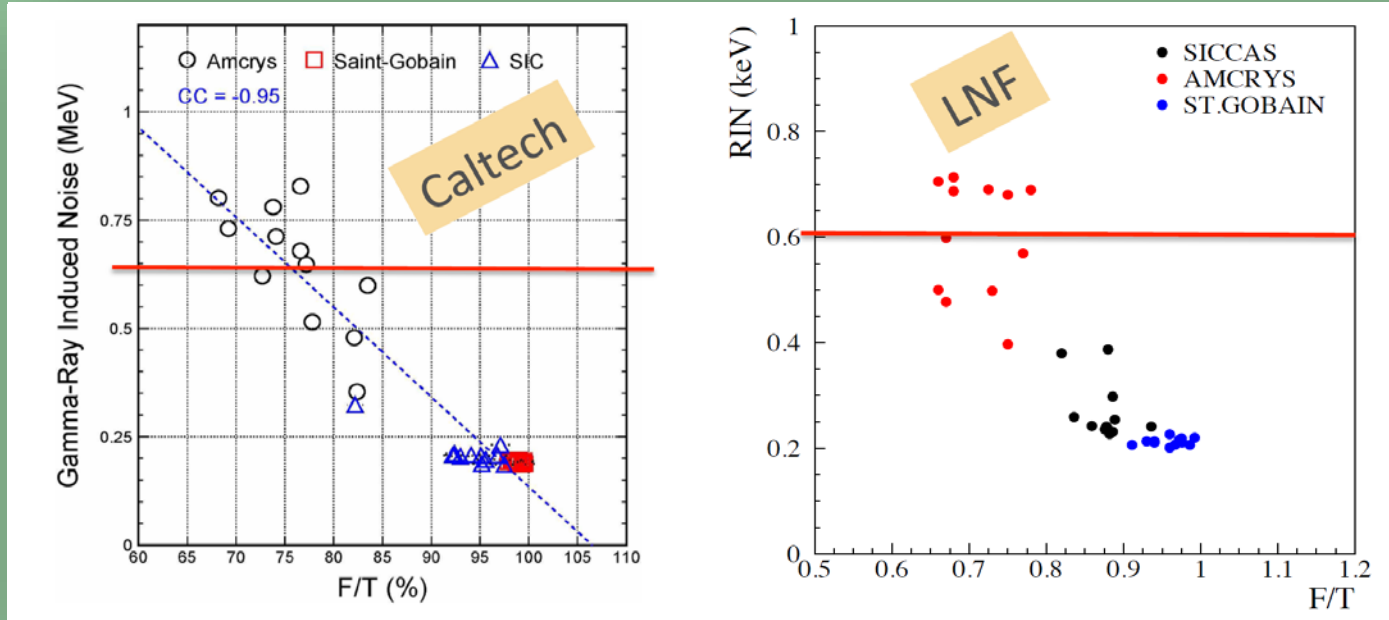 Amcrys Saint-Gobain SIC
CC = -0.95
Caltech
Gamma-Ray Induced Noise (MeV)
1
0.75
0.5
0.25
0
60 65 70 75 80 85 90 95 100 105 110
F/T (%)
LNF
SICCAS
AMCRYS
ST.GOBAIN
RIN (keV)
1
0.8
0.6
0.4
0.2
0
0.5 0.6 0.7 0.8 0.9 1 1.1 1.2
F/T